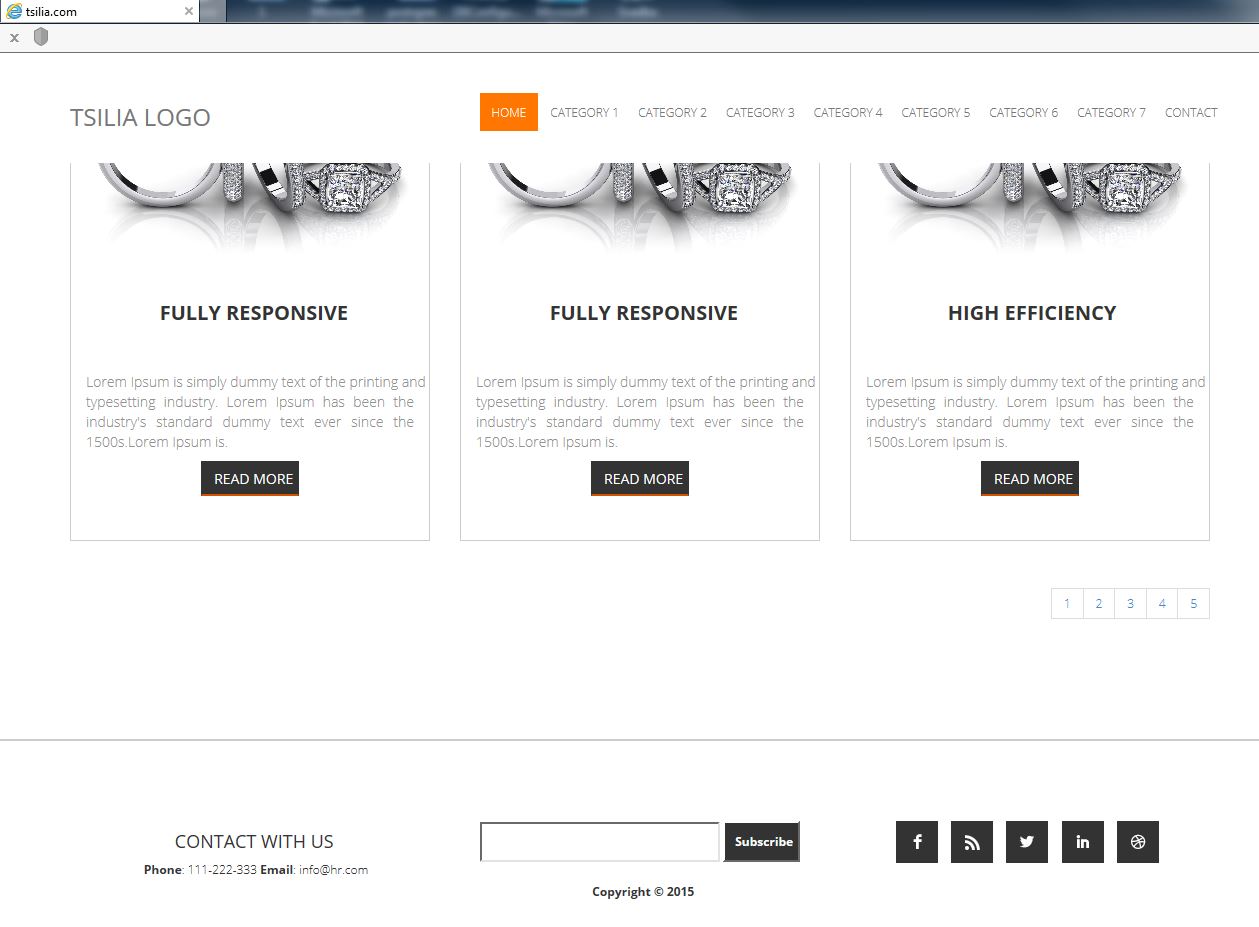 tsilia.com
TSILIA LOGO
HOME CATEGORY 1 CATEGORY 2 CATEGORY 3 CATEGORY 4 CATEGORY 5 CATEGORY 6 CATEGORY 7 CONTACT
FULLY RESPONSIVE
Lorem Ipsum is simply dummy text of the printing and
typesetting industry. Lorem Ipsum has been the
industry's standard dummy text ever since the
1500s.Lorem Ipsum is.
READ MORE
FULLY RESPONSIVE
Lorem Ipsum is simply dummy text of the printing and
typesetting industry. Lorem Ipsum has been the
industry's standard dummy text ever since the
1500s.Lorem Ipsum is.
READ MORE
HIGH EFFICIENCY
Lorem Ipsum is simply dummy text of the printing and
typesetting industry. Lorem Ipsum has been the
industry's standard dummy text ever since the
1500s.Lorem Ipsum is.
READ MORE
1 2 3 4 5
CONTACT WITH US
Phone: 111-222-333 Email: info@hr.com
Subscribe
Copyright © 2015